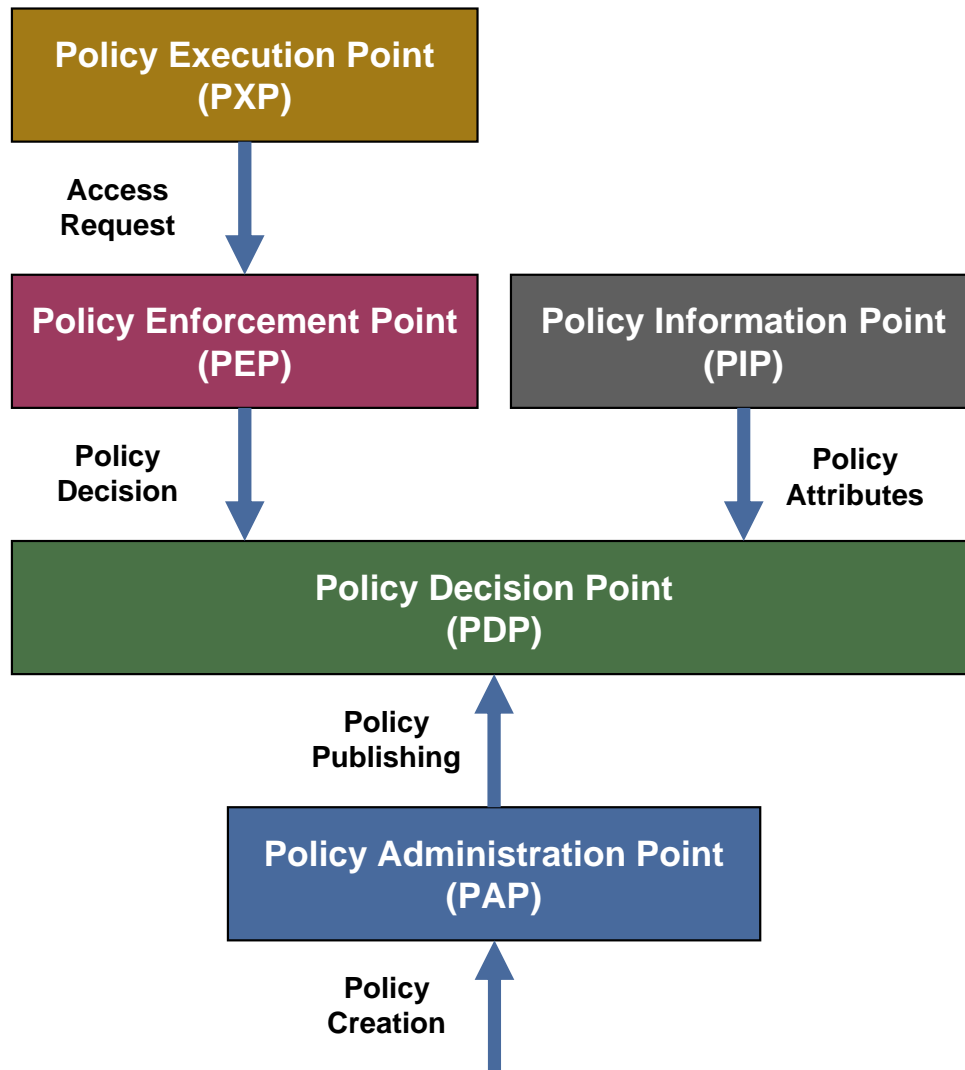 Policy Execution Point
(PXP)
Access
Request
Policy Enforcement Point
(PEP)
Policy Information Point
(PIP)
Policy
Decision
Policy
Attributes
Policy Decision Point
(PDP)
Policy
Publishing
Policy Administration Point
(PAP)
Policy
Creation